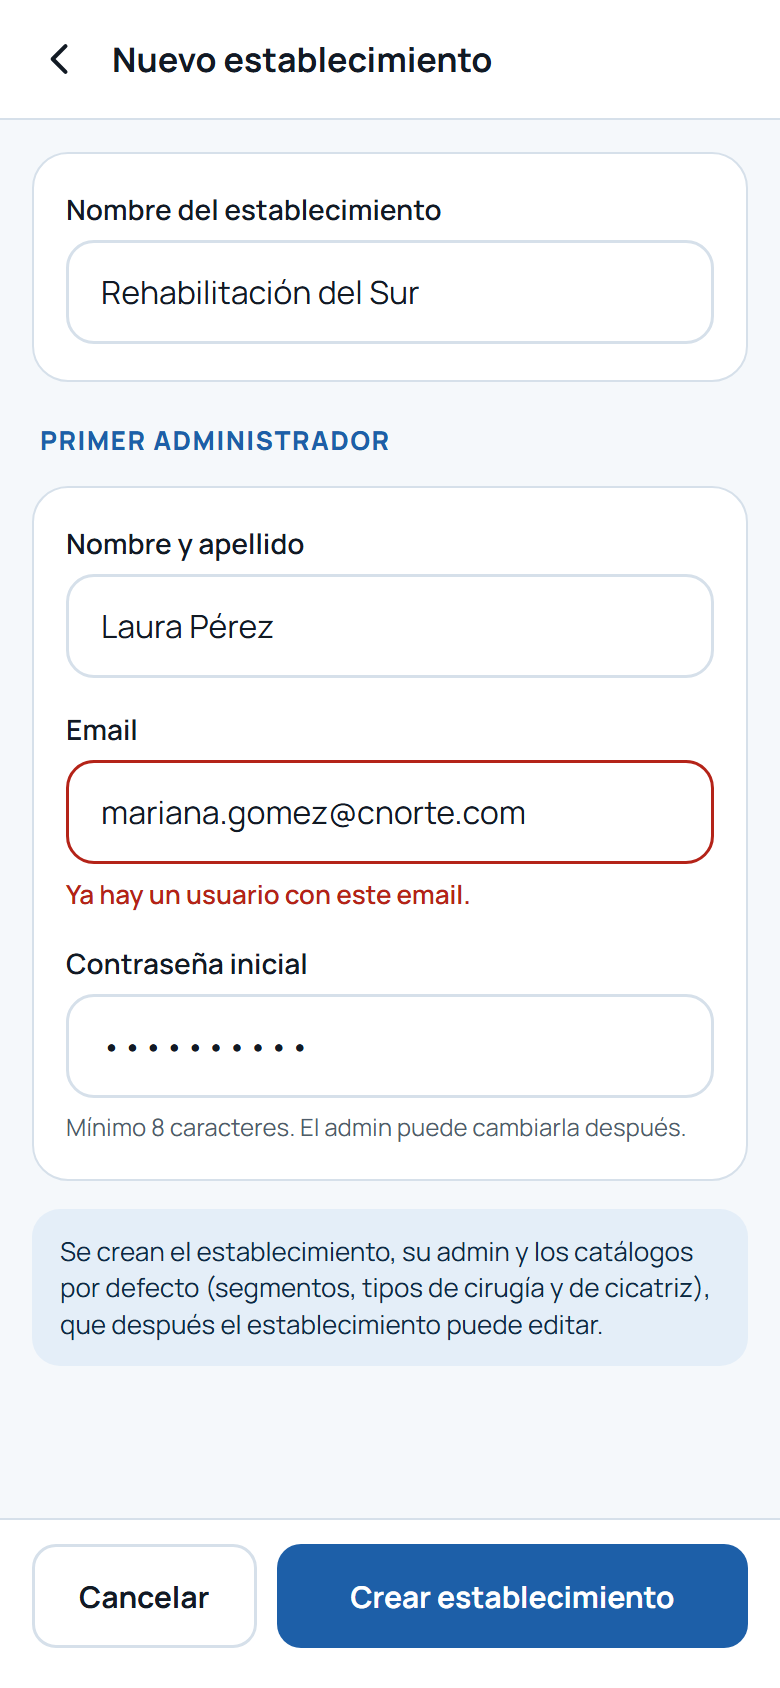 Nuevo establecimiento
Nombre del establecimiento
Rehabilitación del Sur
PRIMER ADMINISTRADOR
Nombre y apellido
Laura Pérez
Email
mariana.gomez@cnorte.com
Ya hay un usuario con este email.
Contraseña inicial
••••••••••
Mínimo 8 caracteres. El admin puede cambiarla después.
Se crean el establecimiento, su admin y los catálogos
por defecto (segmentos, tipos de cirugía y de cicatriz),
que después el establecimiento puede editar.
Cancelar
Crear establecimiento